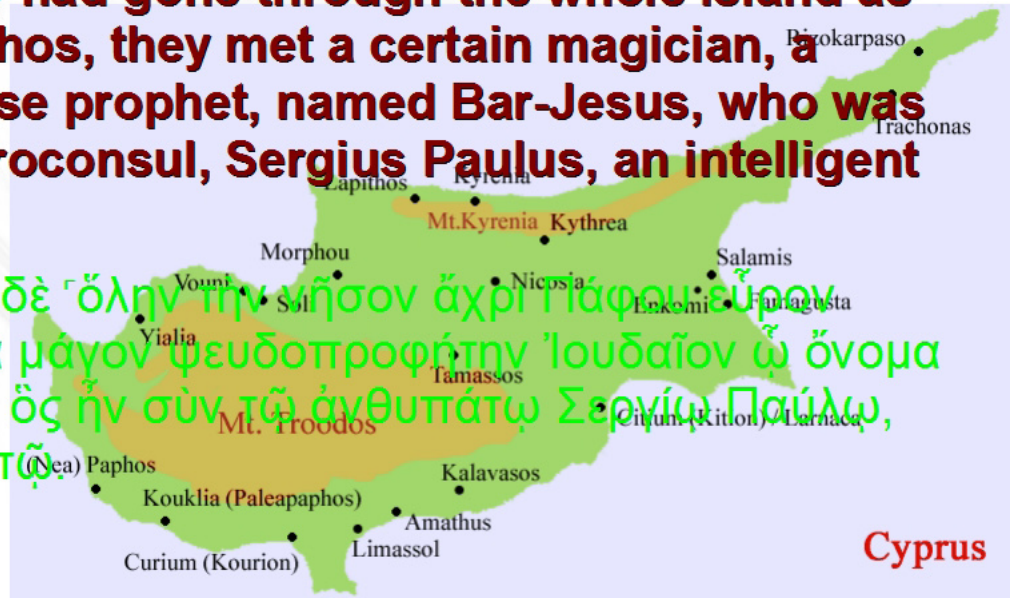 had gone through the whole island as
hos, they met a certain magician, a
Rizokarpaso
se prophet, named Bar-Jesus, who was
Trachonas
roconsul, Sergius Paulus, an intelligent
Lapithos Kyrenia
Mt.Kyrenia Kythrea
Morphou Salamis
Vouni Soli Nicosia Enkomi Famagusta
δὲ ⸀ὅλην τὴν νῆσον ἄχρι Πάφου εὗρον
Yialia
μάγον ψευδοπροφήτην Ἰουδαῖον ᾧ ὄνομα
Tamassos
ὃς ἦν σὺν τῷ ἀνθυπάτῳ Σεργίῳ Παύλῳ,
Mt. Troodos Citium (Kition) / Larnaca
τῷ.
(Nea) Paphos Kalavasos
Kouklia (Paleapaphos)
Amathus
Limassol
Curium (Kourion)
Cyprus